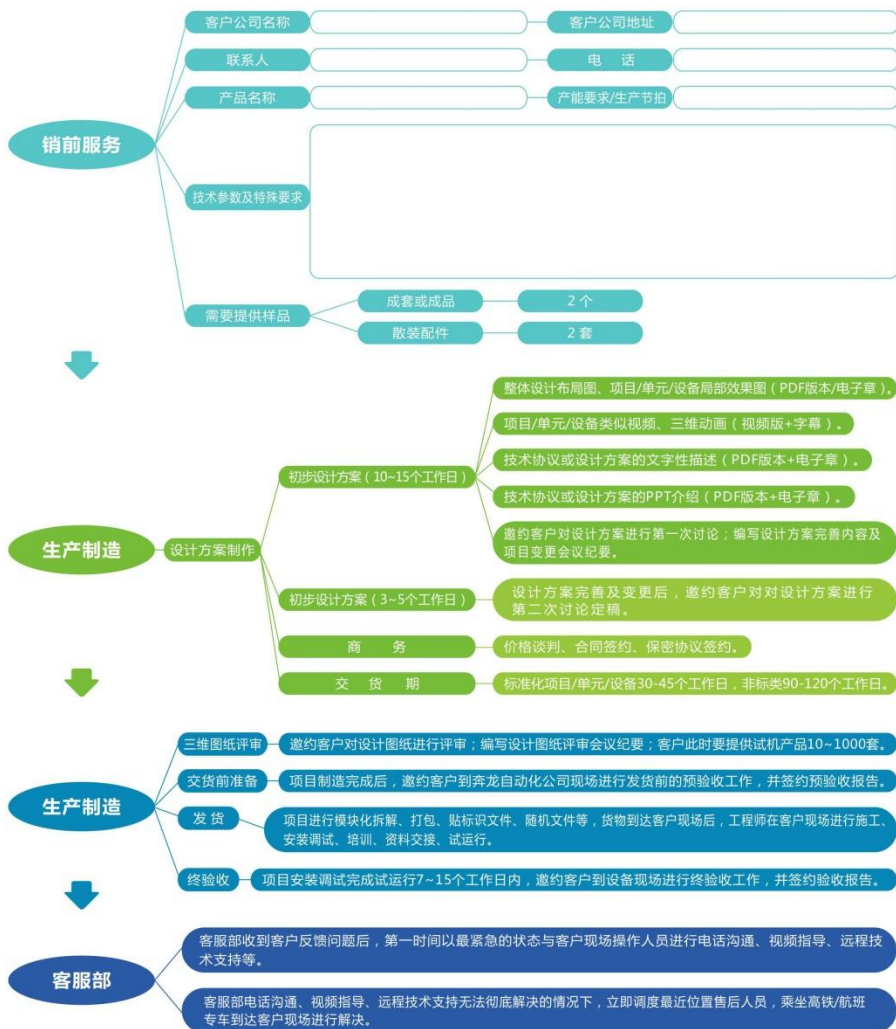 客户公司名称
客户公司地址
联系人
电 话
产品名称
产能要求/生产节拍
销前服务
技术参数及特殊要求
需要提供样品
成套或成品
2 个
散装配件
2 套
整体设计布局图、项目/单元/设备局部效果图（PDF版本/电子章）。
项目/单元/设备类似视频、三维动画（视频版+字幕）。
初步设计方案（10~15个工作日）
技术协议或设计方案的文字性描述（PDF版本+电子章）。
技术协议或设计方案的PPT介绍（PDF版本+电子章）。
邀约客户对设计方案进行第一次讨论；编写设计方案完善内容及
项目变更会议纪要。
生产制造
设计方案制作
初步设计方案（3~5个工作日）
设计方案完善及变更后，邀约客户对对设计方案进行
第二次讨论定稿。
商 务
价格谈判、合同签约、保密协议签约。
交 货 期
标准化项目/单元/设备30-45个工作日，非标类90-120个工作日。
三维图纸评审
邀约客户对设计图纸进行评审；编写设计图纸评审会议纪要；客户此时要提供试机产品10~1000套。
交货前准备
项目制造完成后，邀约客户到奔龙自动化公司现场进行发货前的预验收工作，并签约预验收报告。
生产制造
发 货
项目进行模块化拆解、打包、贴标识文件、随机文件等，货物到达客户现场后，工程师在客户现场进行施工、
安装调试、培训、资料交接、试运行。
终验收
项目安装调试完成试运行7~15个工作日内，邀约客户到设备现场进行终验收工作，并签约验收报告。
客服部
客服部收到客户反馈问题后，第一时间以最紧急的状态与客户现场操作人员进行电话沟通、视频指导、远程技
术支持等。
客服部电话沟通、视频指导、远程技术支持无法彻底解决的情况下，立即调度最近位置售后人员，乘坐高铁/航班
专车到达客户现场进行解决。